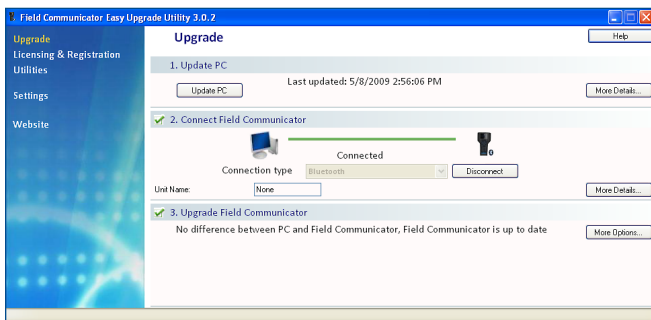 Field Communicator Easy Upgrade Utility 3.0.2
Upgrade
Licensing & Registration
Utilities
Settings
Website
Upgrade
Help
1. Update PC
Update PC
Last updated: 5/8/2009 2:56:06 PM
More Details...
2. Connect Field Communicator
Connected
Connection type
Bluetooth
Disconnect
Unit Name:
None
More Details...
3. Upgrade Field Communicator
No difference between PC and Field Communicator, Field Communicator is up to date
More Options...